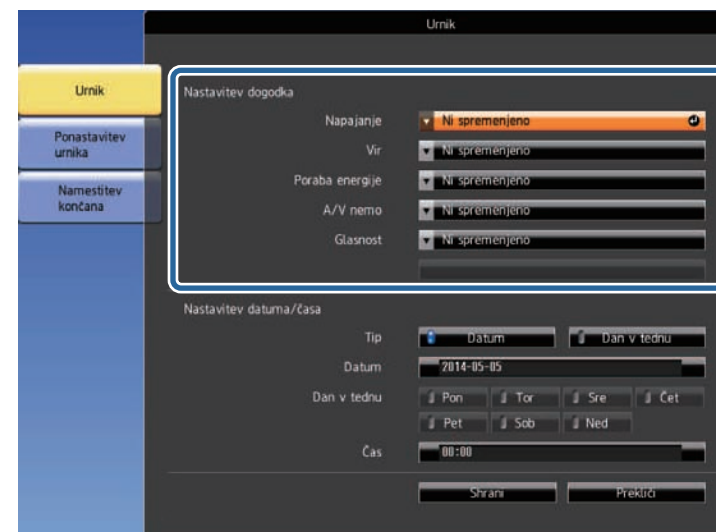 Urnik
Urnik
Ponastavitev
urnika
Namestitev
končana
Nastavitev dogodka
Napajanje Ni spremenjeno
Vir Ni spremenjeno
Poraba energije Ni spremenjeno
A/V nemo Ni spremenjeno
Glasnost Ni spremenjeno
Nastavitev datuma/časa
Tip Datum Dan v tednu
Datum 2014-05-05
Dan v tednu Pon Tor Sre Čet
Pet Sob Ned
Čas 00:00
Shrani Prekliči